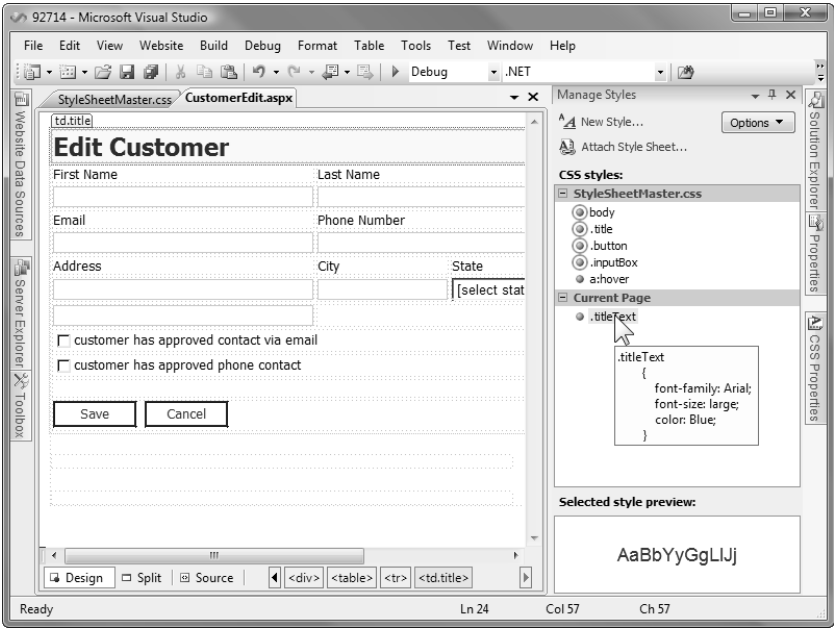 92714 - Microsoft Visual Studio
File Edit View Website Build Debug Format Table Tools Test Window Help
Debug .NET
Website Data Sources
Server Explorer
Toolbox
StyleSheetMaster.css CustomerEdit.aspx
td.title
Edit Customer
First Name Last Name
Email Phone Number
Address City State
[select stat
customer has approved contact via email
customer has approved phone contact
Save Cancel
Design Split Source <div> <table> <tr> <td.title>
Manage Styles
New Style... Options
Attach Style Sheet...
CSS styles:
StyleSheetMaster.css
body
.title
.button
.inputBox
a:hover
Current Page
.titleText
.titleText
{
font-family: Arial;
font-size: large;
color: Blue;
}
Selected style preview:
AaBbYyGgLlJj
Solution Explorer
Properties
CSS Properties
Ready Ln 24 Col 57 Ch 57